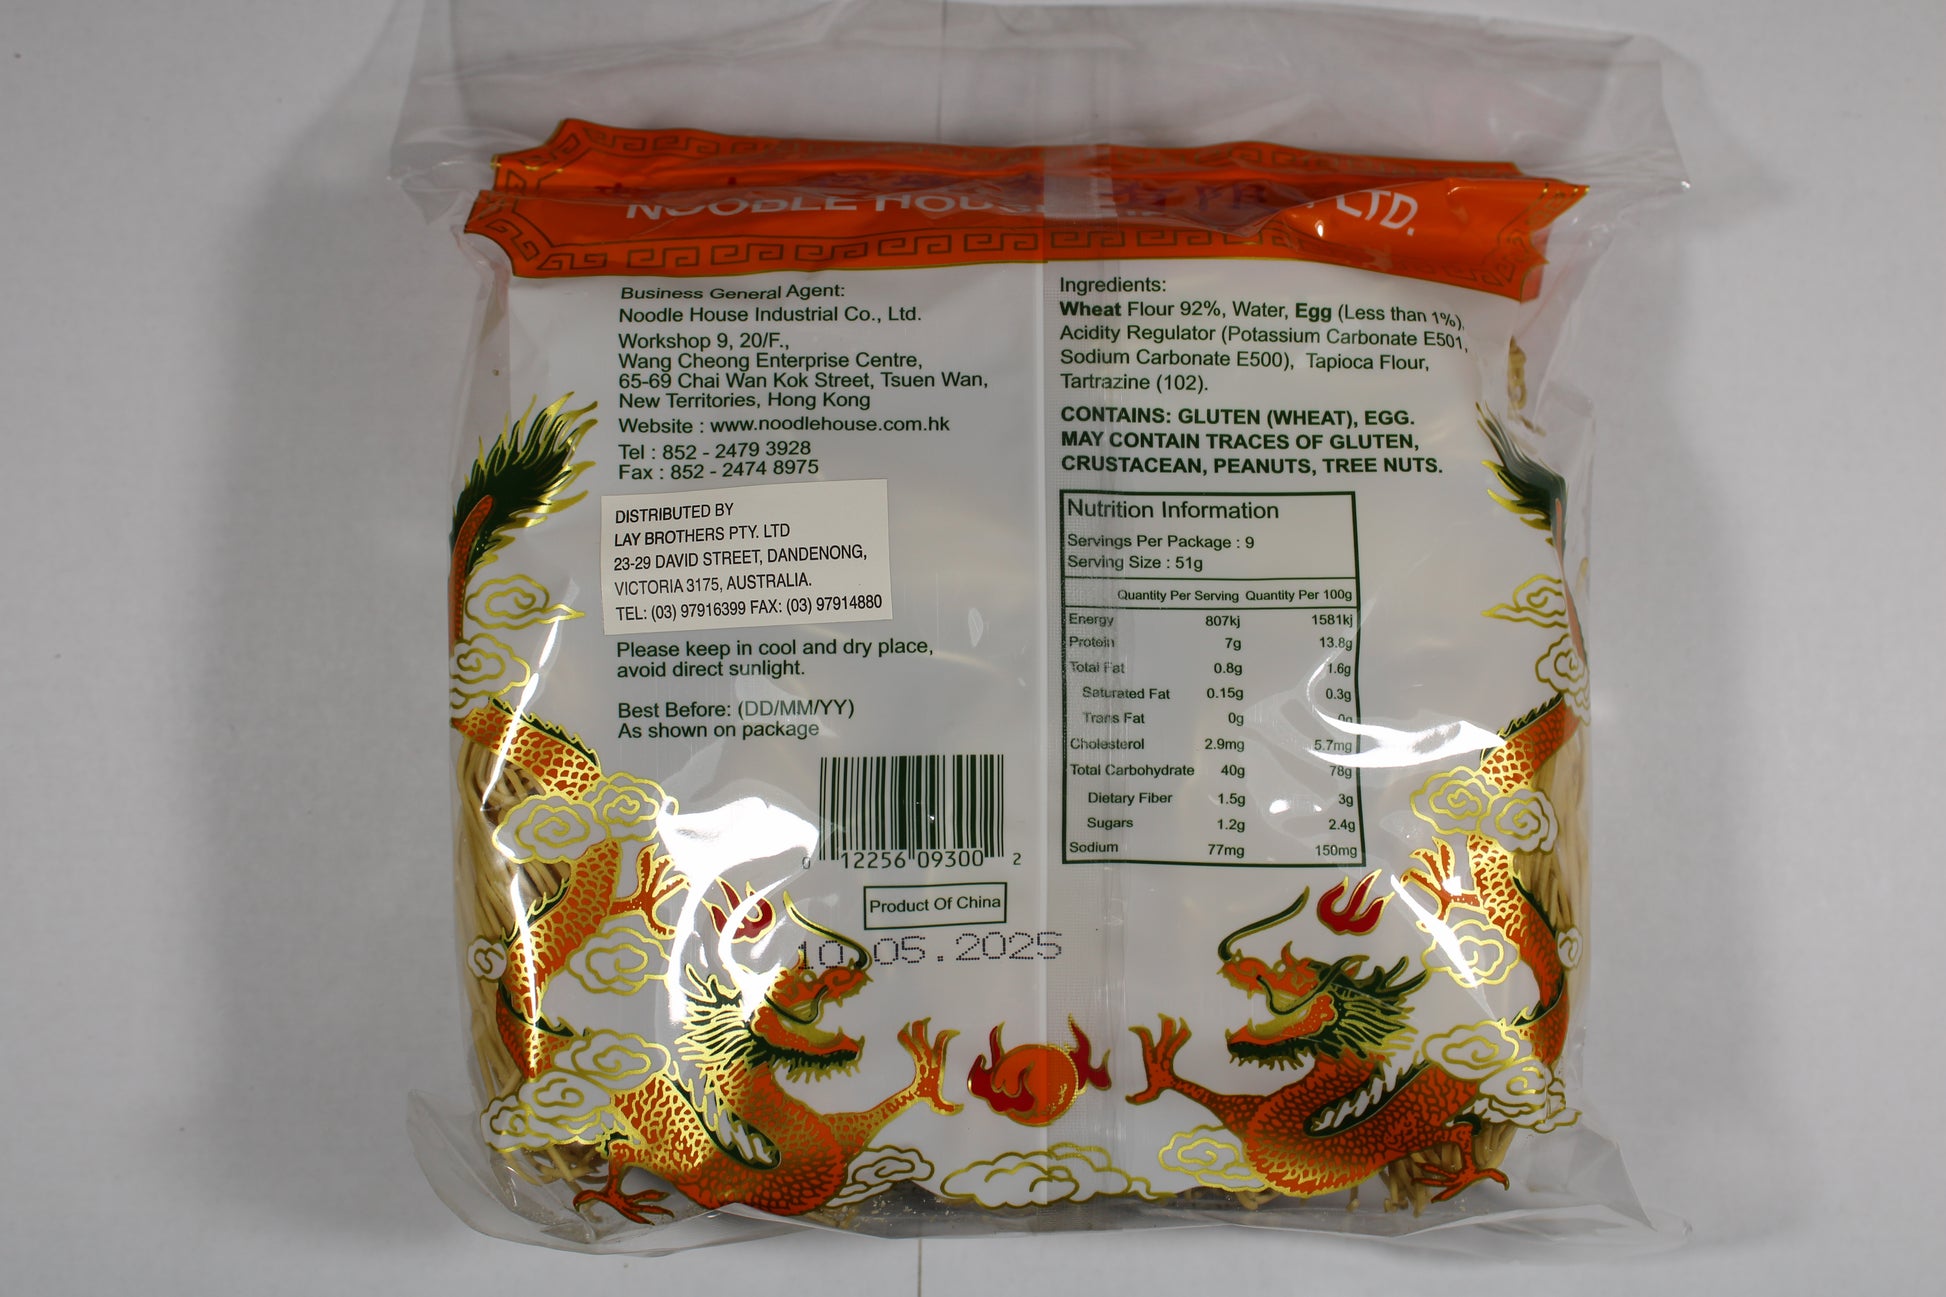 NOODLE HOUSE
LTD.
Business General Agent:
Noodle House Industrial Co., Ltd.
Workshop 9, 20/F.,
Wang Cheong Enterprise Centre,
65-69 Chai Wan Kok Street, Tsuen Wan,
New Territories, Hong Kong
Website : www.noodlehouse.com.hk
Tel : 852 - 2479 3928
Fax : 852 - 2474 8975
DISTRIBUTED BY
LAY BROTHERS PTY. LTD
23-29 DAVID STREET, DANDENONG,
VICTORIA 3175, AUSTRALIA.
TEL: (03) 97916399 FAX: (03) 97914880
Please keep in cool and dry place,
avoid direct sunlight.
Best Before: (DD/MM/YY)
As shown on package
0 12256 09300 2
Product Of China
10.05.2025
Ingredients:
Wheat Flour 92%, Water, Egg (Less than 1%),
Acidity Regulator (Potassium Carbonate E501,
Sodium Carbonate E500), Tapioca Flour,
Tartrazine (102).
CONTAINS: GLUTEN (WHEAT), EGG.
MAY CONTAIN TRACES OF GLUTEN,
CRUSTACEAN, PEANUTS, TREE NUTS.
Nutrition Information
Servings Per Package : 9
Serving Size : 51g
Quantity Per Serving Quantity Per 100g
Energy 807kj 1581kj
Protein 7g 13.8g
Total Fat 0.8g 1.6g
Saturated Fat 0.15g 0.3g
Trans Fat 0g 0g
Cholesterol 2.9mg 5.7mg
Total Carbohydrate 40g 78g
Dietary Fiber 1.5g 3g
Sugars 1.2g 2.4g
Sodium 77mg 150mg